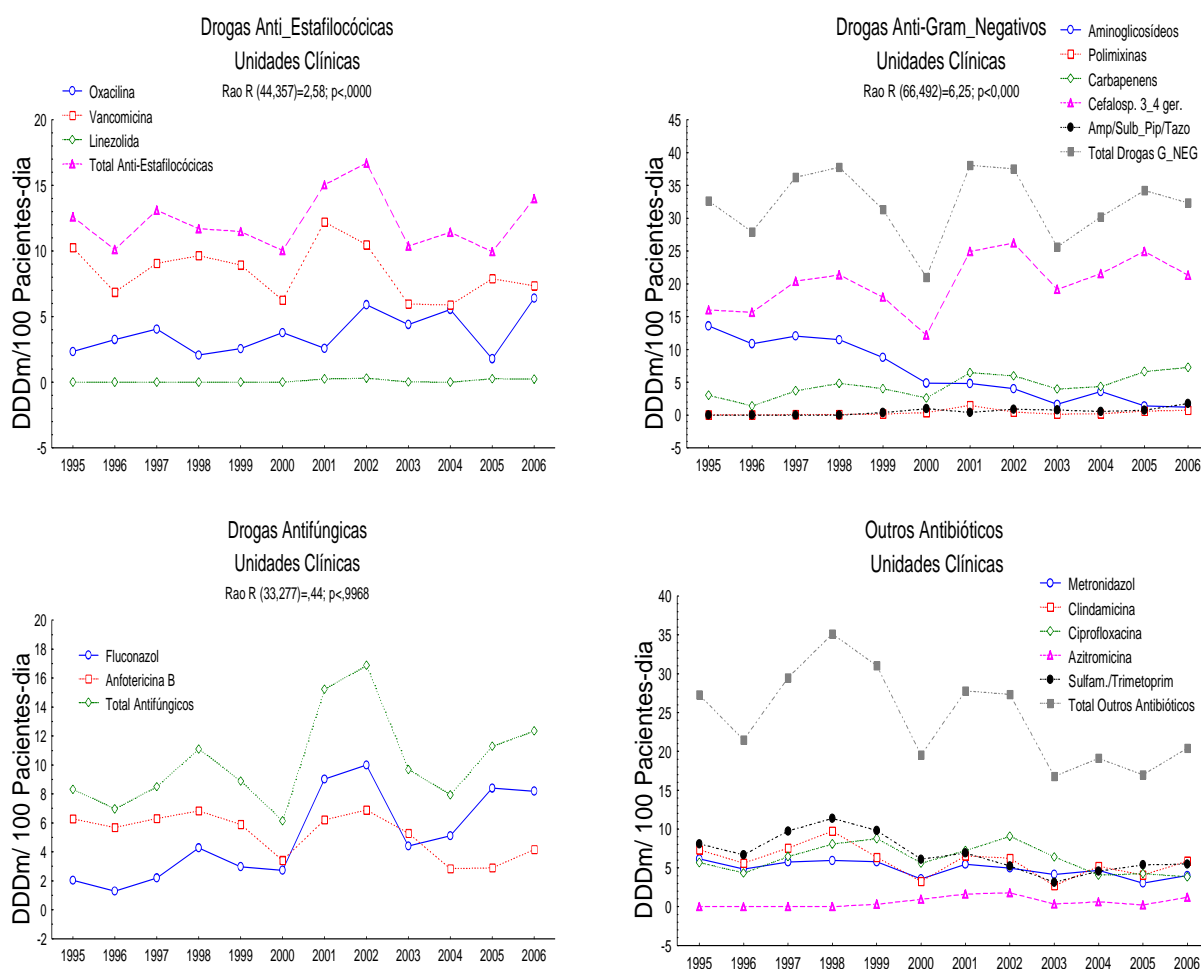 Drogas Anti_Estafilocócicas
Unidades Clínicas
Rao R (44,357)=2,58; p<,0000
Oxacilina
Vancomicina
Linezolida
Total Anti-Estafilocócicas
DDDm/100 Pacientes-dia
20
15
10
5
0
-5
1995 1996 1997 1998 1999 2000 2001 2002 2003 2004 2005 2006
Drogas Anti-Gram_Negativos
Unidades Clínicas
Rao R (66,492)=6,25; p<0,000
Aminoglicosídeos
Polimixinas
Carbapenens
Cefalosp. 3_4 ger.
Amp/Sulb_Pip/Tazo
Total Drogas G_NEG
DDDm/100 Pacientes-dia
45
40
35
30
25
20
15
10
5
0
-5
1995 1996 1997 1998 1999 2000 2001 2002 2003 2004 2005 2006
Drogas Antifúngicas
Unidades Clínicas
Rao R (33,277)=,44; p<,9968
Fluconazol
Anfotericina B
Total Antifúngicos
DDDm/ 100 Pacientes-dia
20
18
16
14
12
10
8
6
4
2
0
-2
1995 1996 1997 1998 1999 2000 2001 2002 2003 2004 2005 2006
Outros Antibióticos
Unidades Clínicas
Metronidazol
Clindamicina
Ciprofloxacina
Azitromicina
Sulfam./Trimetoprim
Total Outros Antibióticos
DDDm/ 100 Pacientes-dia
40
35
30
25
20
15
10
5
0
-5
1995 1996 1997 1998 1999 2000 2001 2002 2003 2004 2005 2006